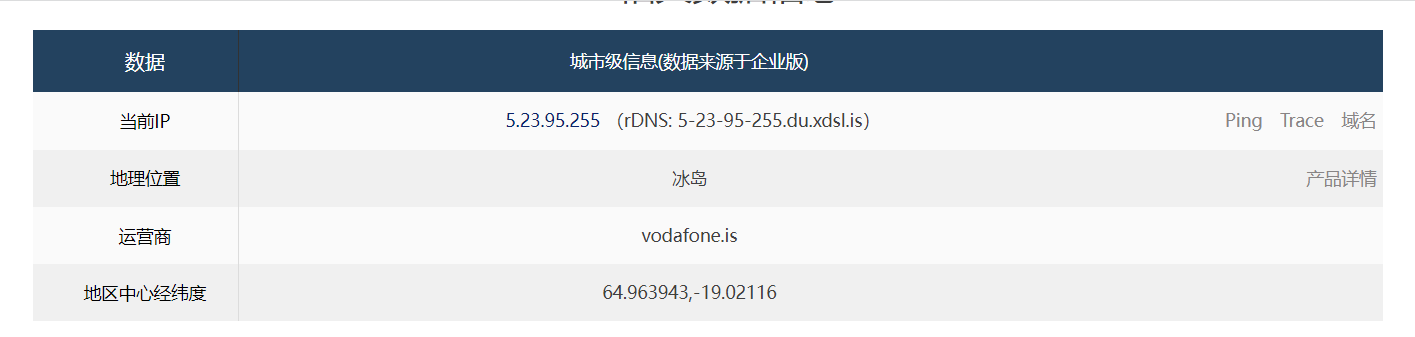 数据 城市级信息(数据来源于企业版)
当前IP 5.23.95.255 （rDNS: 5-23-95-255.du.xdsl.is） Ping Trace 域名
地理位置 冰岛 产品详情
运营商 vodafone.is
地区中心经纬度 64.963943,-19.02116